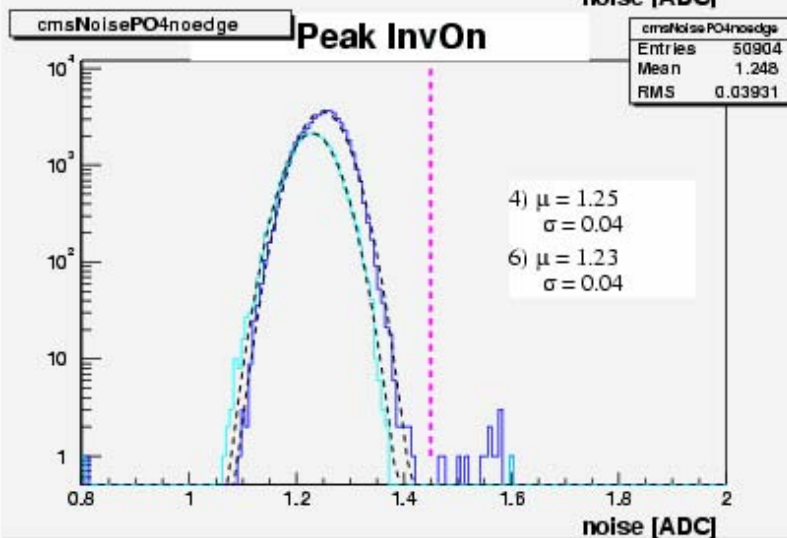 noise [ADC]
cmsNoisePO4noedge
Peak InvOn
cmsNoisePO4noedge
Entries 50904
Mean 1.248
RMS 0.03931
10⁴
10³
10²
10
1
4) μ = 1.25
σ = 0.04
6) μ = 1.23
σ = 0.04
0.8 1 1.2 1.4 1.6 1.8 2
noise [ADC]